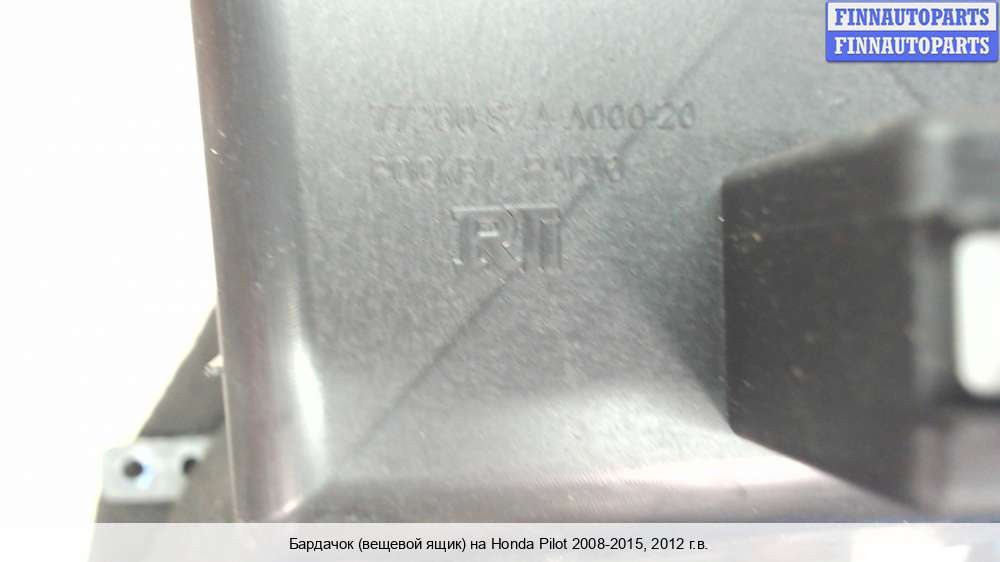 FINNAUTOPARTS
FINNAUTOPARTS
A000-20
Бардачок (вещевой ящик) на Honda Pilot 2008-2015, 2012 г.в.